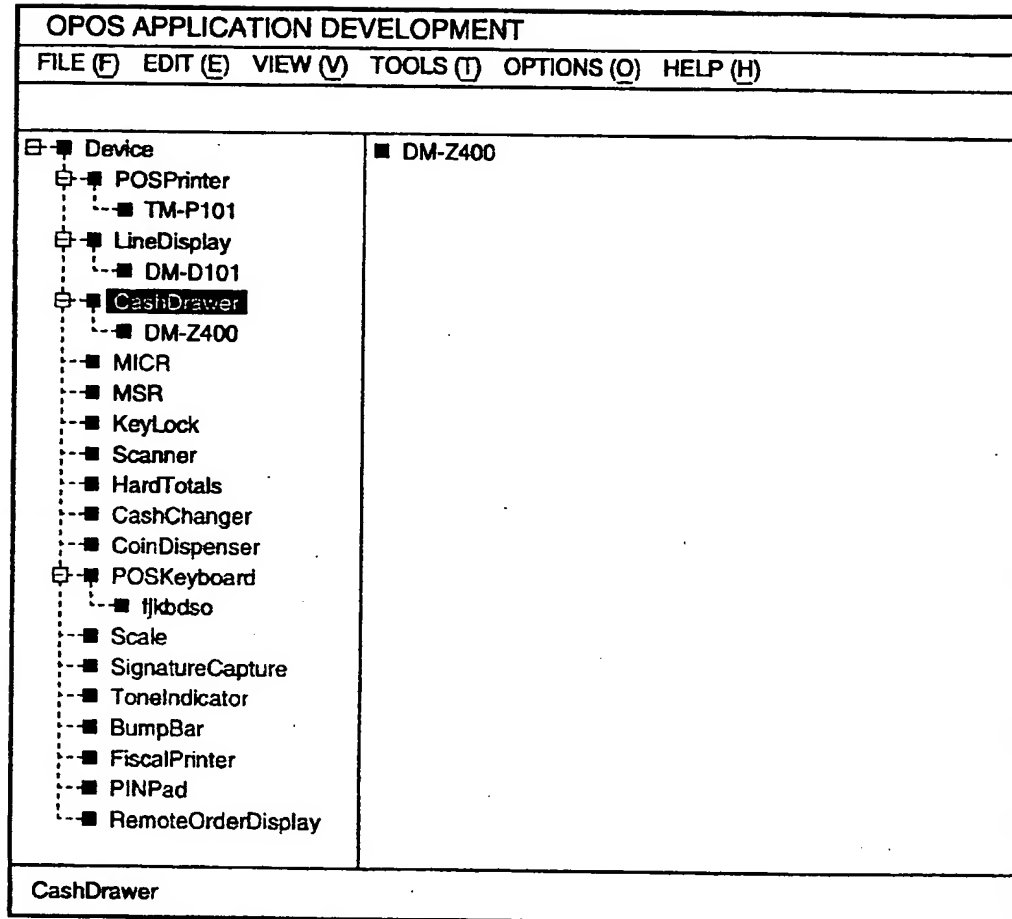 OPOS APPLICATION DEVELOPMENT
FILE (F) EDIT (E) VIEW (V) TOOLS (T) OPTIONS (O) HELP (H)
Device
POSPrinter
TM-P101
LineDisplay
DM-D101
CashDrawer
DM-Z400
MICR
MSR
KeyLock
Scanner
HardTotals
CashChanger
CoinDispenser
POSKeyboard
fjkbdso
Scale
SignatureCapture
ToneIndicator
BumpBar
FiscalPrinter
PINPad
RemoteOrderDisplay
DM-Z400
CashDrawer